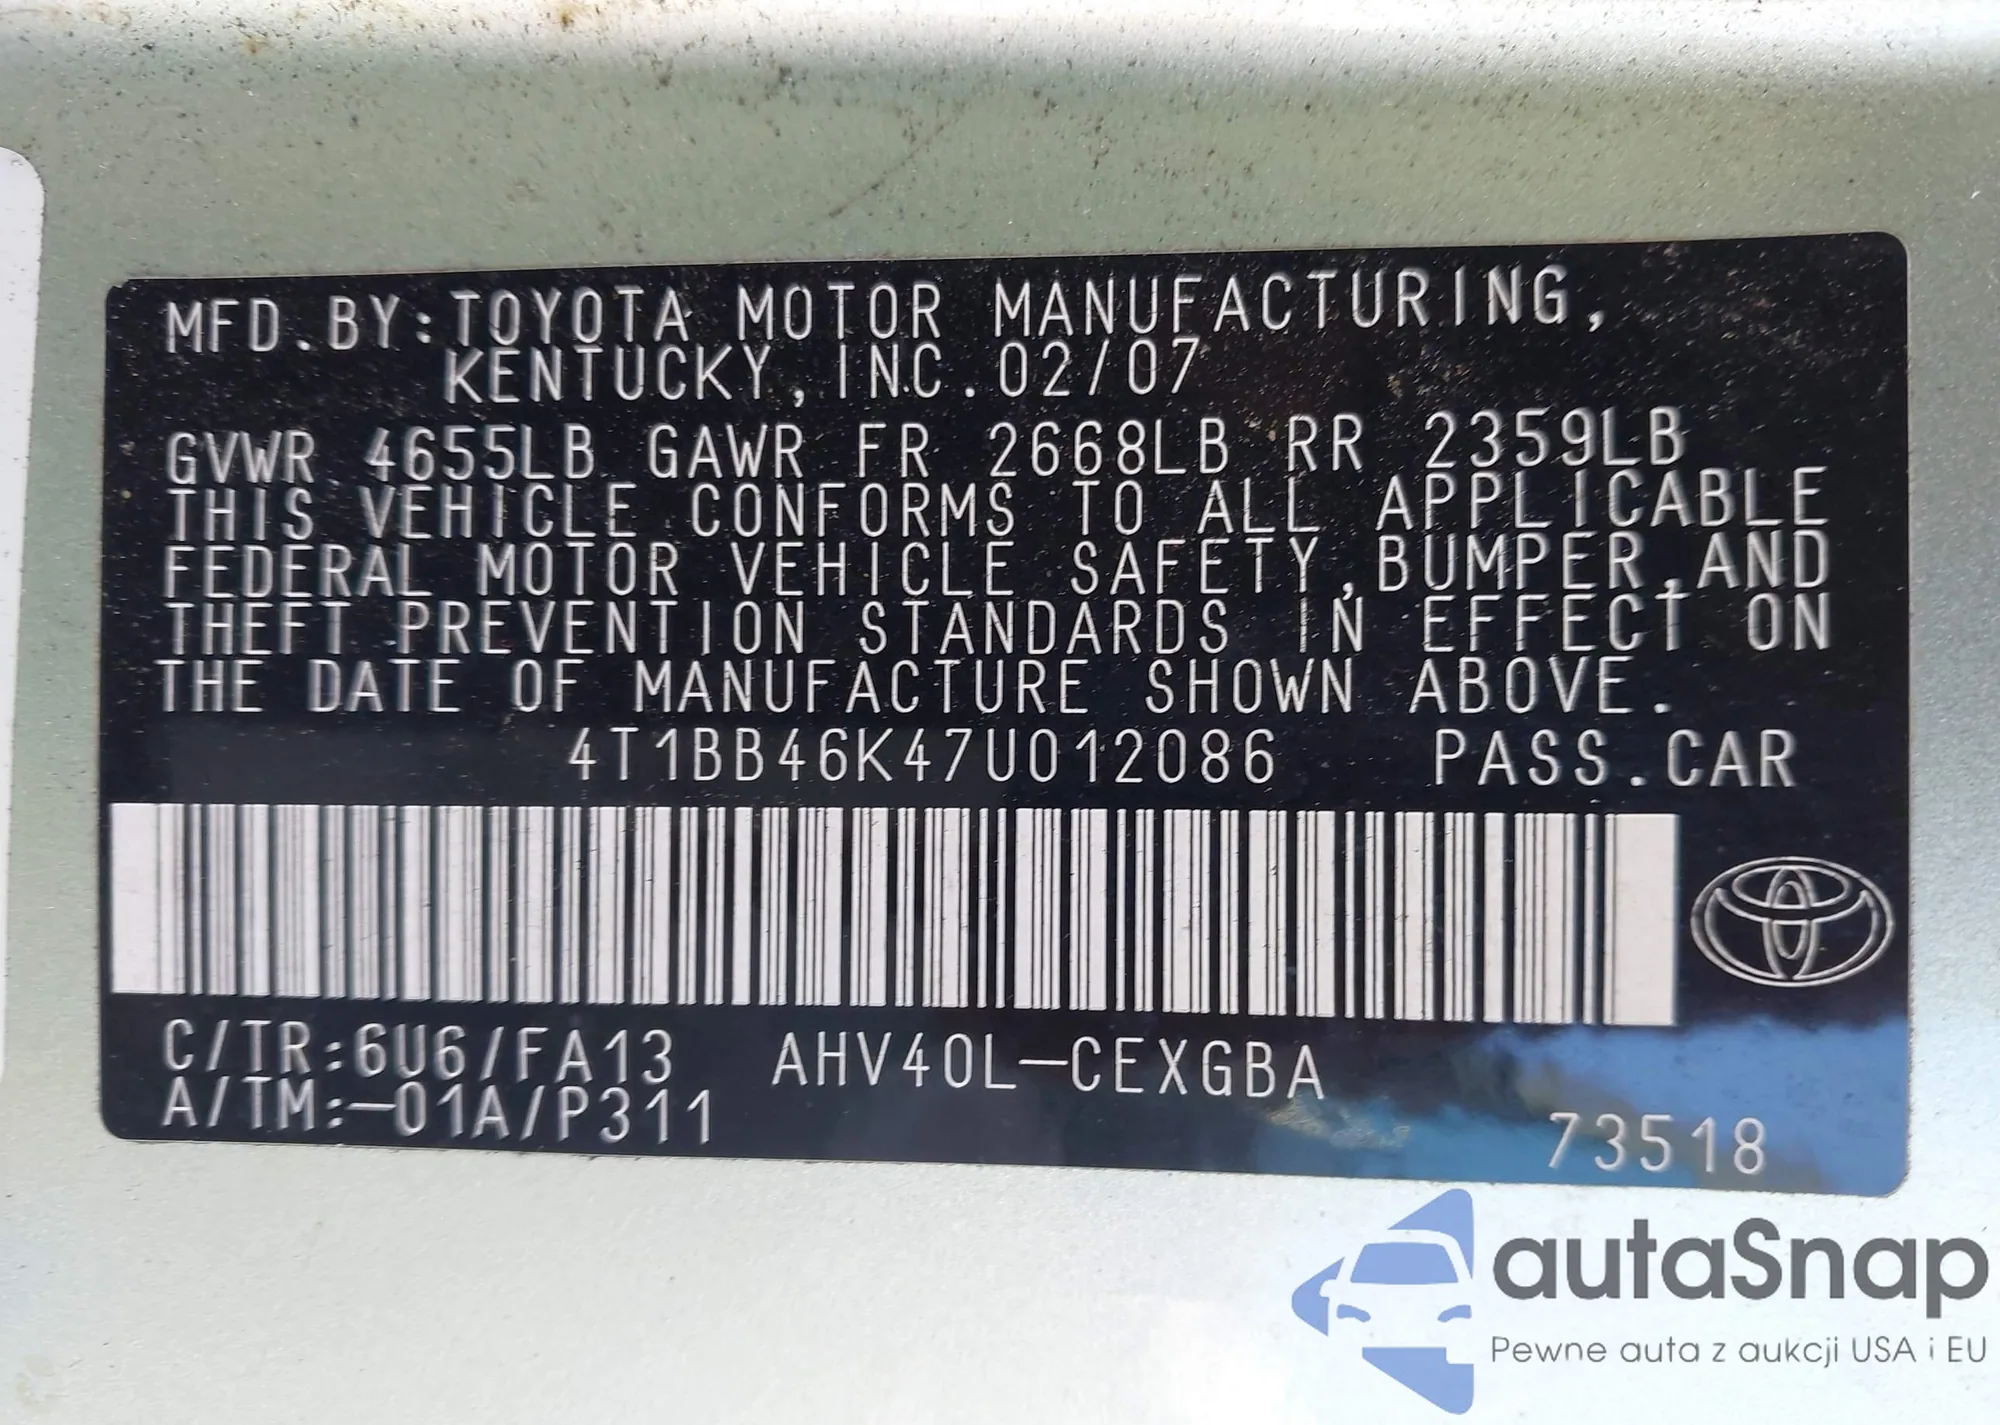 MFD.BY:TOYOTA MOTOR MANUFACTURING,
KENTUCKY,INC.02/07
GVWR 4655LB GAWR FR 2668LB RR 2359LB
THIS VEHICLE CONFORMS TO ALL APPLICABLE
FEDERAL MOTOR VEHICLE SAFETY,BUMPER,AND
THEFT PREVENTION STANDARDS IN EFFECT ON
THE DATE OF MANUFACTURE SHOWN ABOVE.
4T1BB46K47U012086 PASS.CAR
C/TR:6U6/FA13 AHV40L-CEXGBA
A/TM:-01A/P311
73518
autaSnap
Pewne auta z aukcji USA i EU